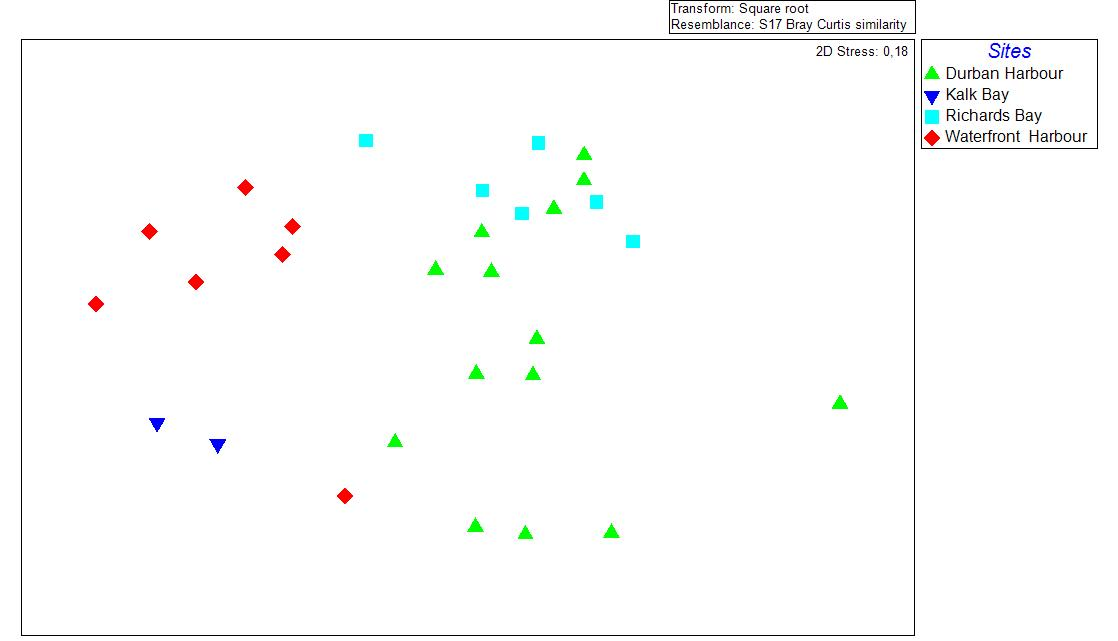 Transform: Square root
Resemblance: S17 Bray Curtis similarity
2D Stress: 0,18
Sites
Durban Harbour
Kalk Bay
Richards Bay
Waterfront Harbour